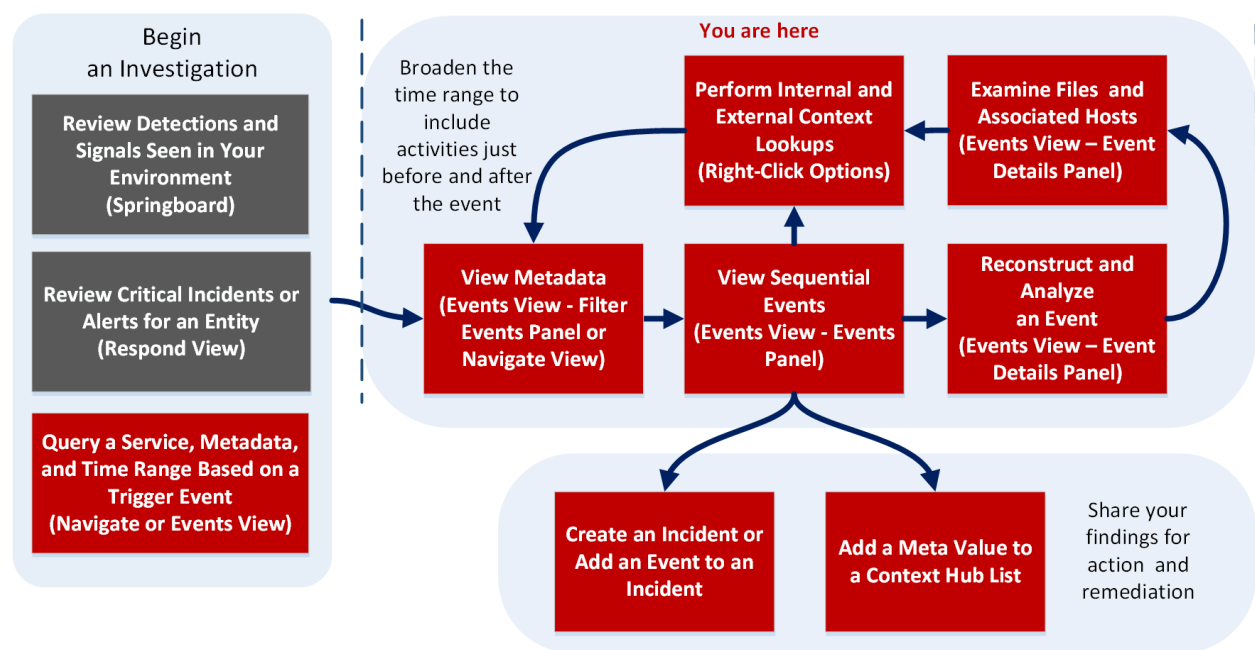 Begin
an Investigation
Review Detections and
Signals Seen in Your
Environment
(Springboard)
Review Critical Incidents or
Alerts for an Entity
(Respond View)
Query a Service, Metadata,
and Time Range Based on a
Trigger Event
(Navigate or Events View)
You are here
Broaden the
time range to
include
activities just
before and after
the event
Perform Internal and
External Context
Lookups
(Right-Click Options)
Examine Files and
Associated Hosts
(Events View – Event
Details Panel)
View Metadata
(Events View - Filter
Events Panel or
Navigate View)
View Sequential
Events
(Events View - Events
Panel)
Reconstruct and
Analyze
an Event
(Events View – Event
Details Panel)
Create an Incident or
Add an Event to an
Incident
Add a Meta Value to
a Context Hub List
Share your
findings for
action and
remediation